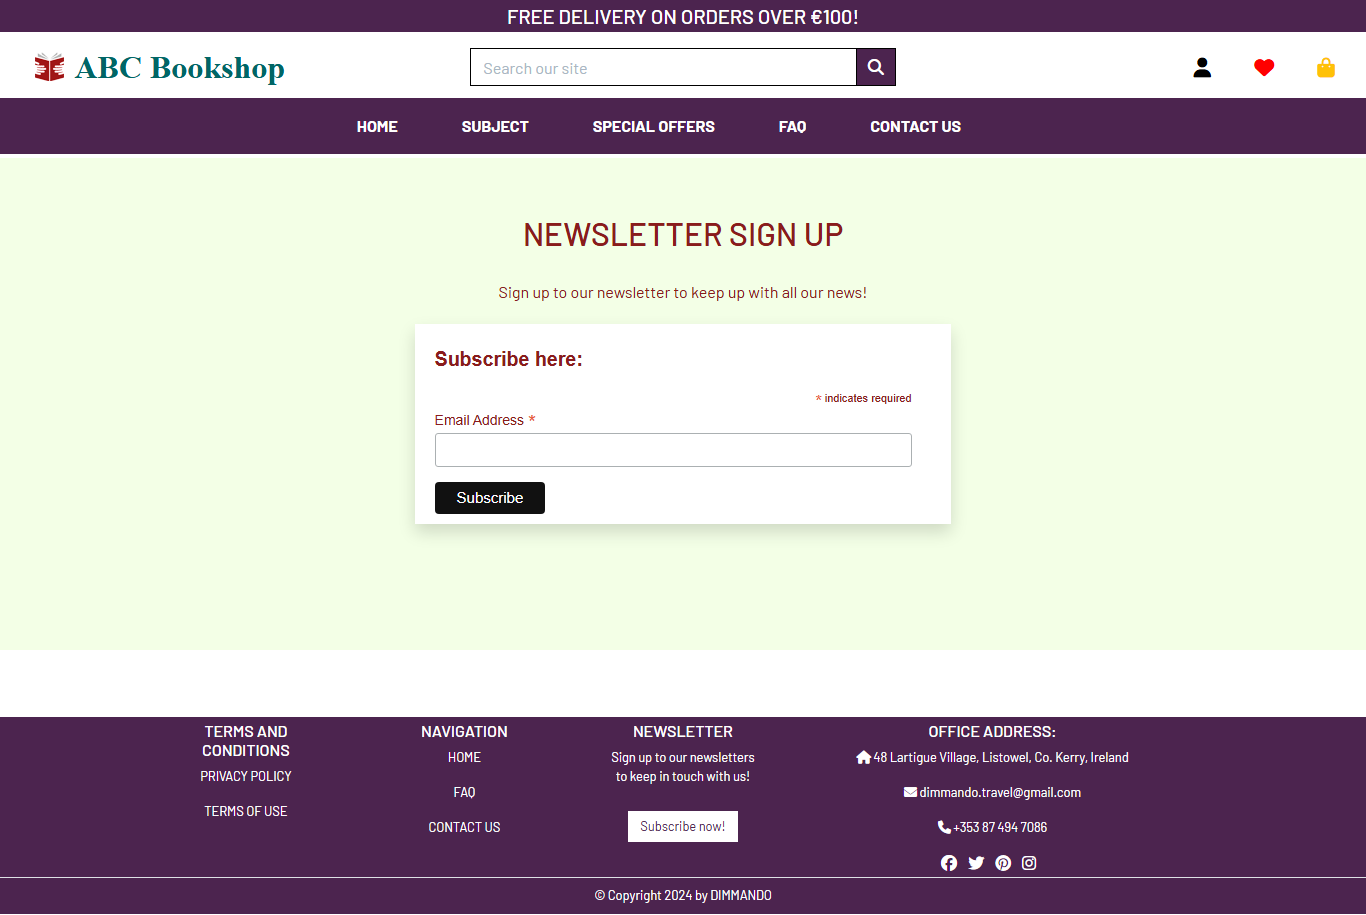 FREE DELIVERY ON ORDERS OVER €100!
ABC Bookshop
Search our site
HOME
SUBJECT
SPECIAL OFFERS
FAQ
CONTACT US
NEWSLETTER SIGN UP
Sign up to our newsletter to keep up with all our news!
Subscribe here:
* indicates required
Email Address *
Subscribe
TERMS AND
CONDITIONS
PRIVACY POLICY
TERMS OF USE
NAVIGATION
HOME
FAQ
CONTACT US
NEWSLETTER
Sign up to our newsletters
to keep in touch with us!
Subscribe now!
OFFICE ADDRESS:
48 Lartigue Village, Listowel, Co. Kerry, Ireland
dimmando.travel@gmail.com
+353 87 494 7086
© Copyright 2024 by DIMMANDO